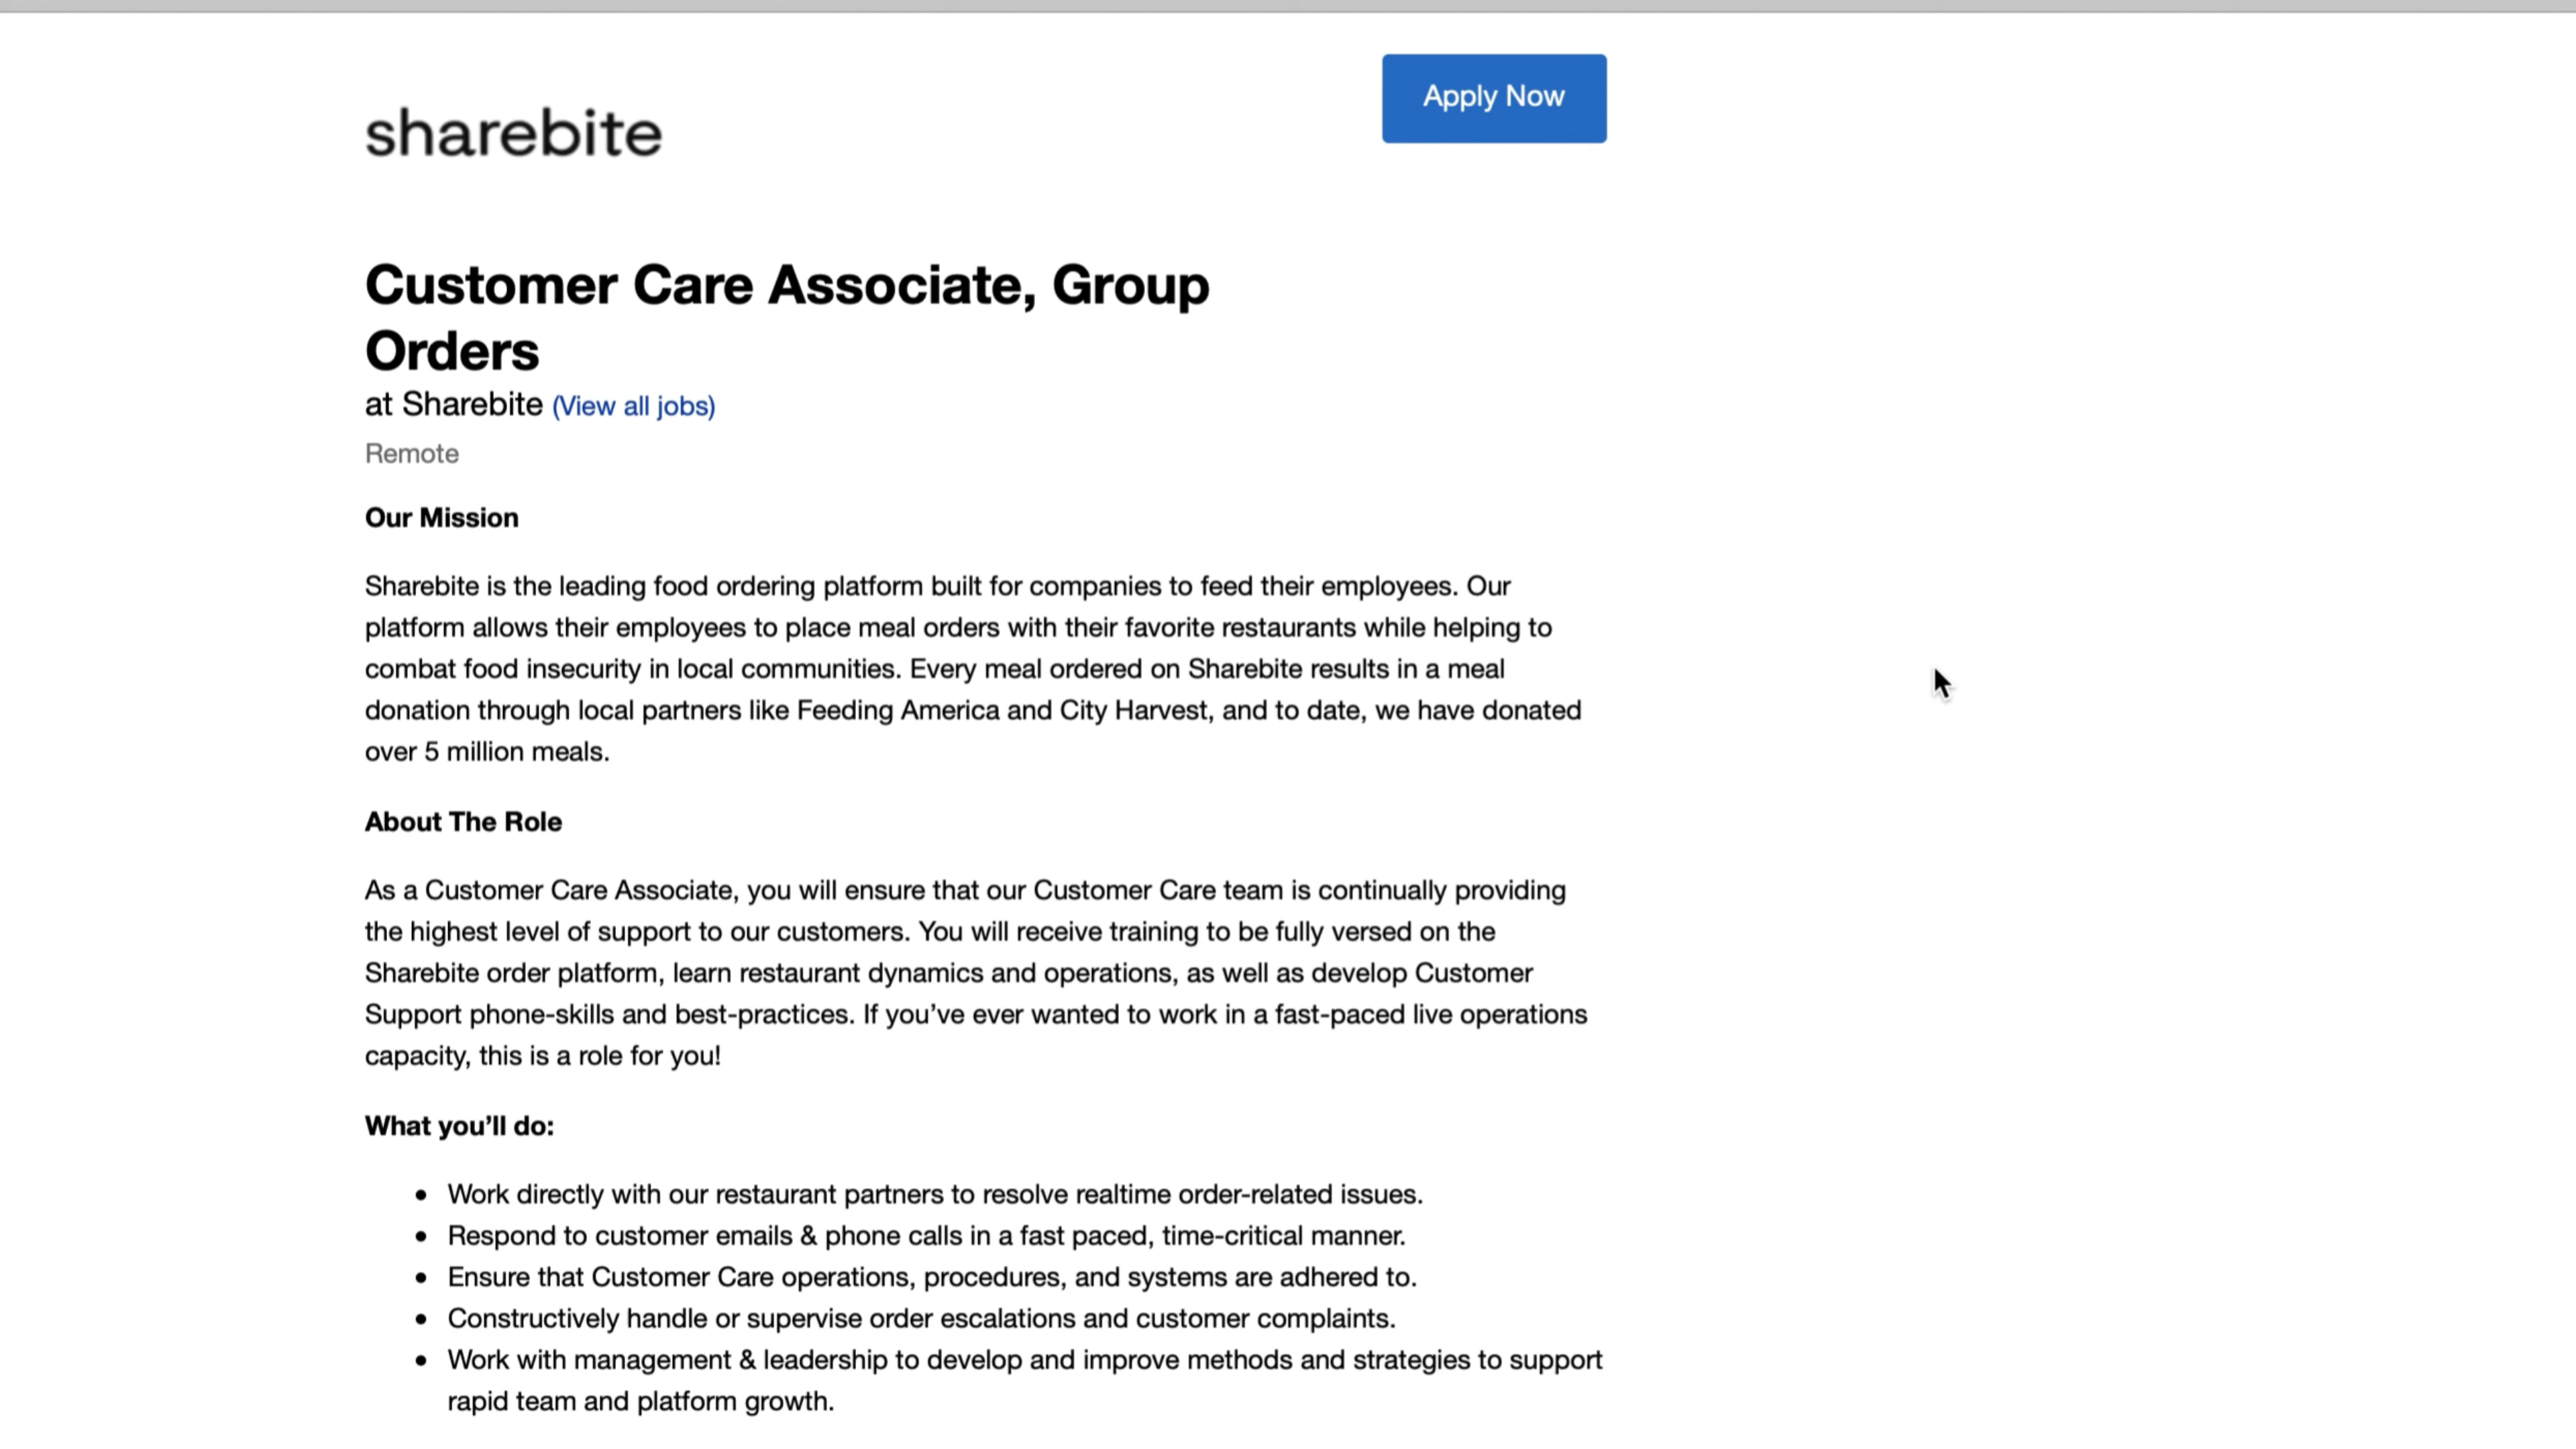 sharebite
Apply Now
Customer Care Associate, Group
Orders
at Sharebite (View all jobs)
Remote
Our Mission
Sharebite is the leading food ordering platform built for companies to feed their employees. Our
platform allows their employees to place meal orders with their favorite restaurants while helping to
combat food insecurity in local communities. Every meal ordered on Sharebite results in a meal
donation through local partners like Feeding America and City Harvest, and to date, we have donated
over 5 million meals.
About The Role
As a Customer Care Associate, you will ensure that our Customer Care team is continually providing
the highest level of support to our customers. You will receive training to be fully versed on the
Sharebite order platform, learn restaurant dynamics and operations, as well as develop Customer
Support phone-skills and best-practices. If you’ve ever wanted to work in a fast-paced live operations
capacity, this is a role for you!
What you’ll do:
• Work directly with our restaurant partners to resolve realtime order-related issues.
• Respond to customer emails & phone calls in a fast paced, time-critical manner.
• Ensure that Customer Care operations, procedures, and systems are adhered to.
• Constructively handle or supervise order escalations and customer complaints.
• Work with management & leadership to develop and improve methods and strategies to support
rapid team and platform growth.